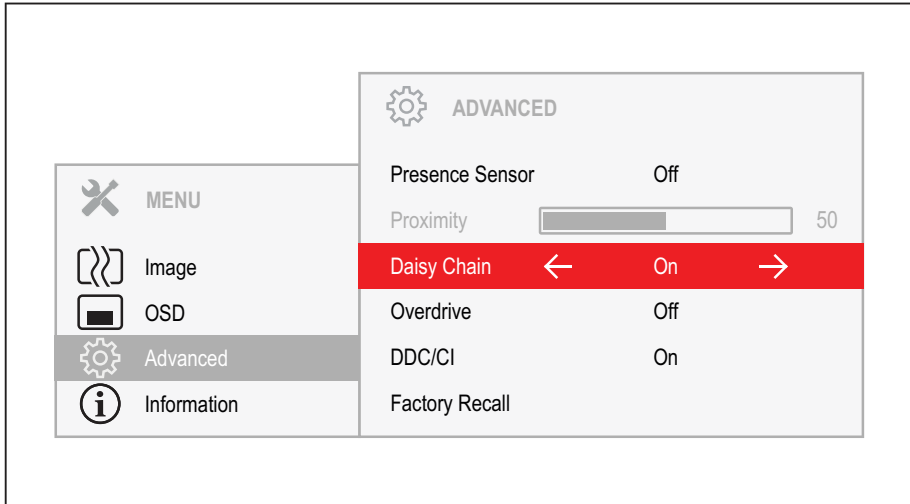 MENU
Image
OSD
Advanced
Information
ADVANCED
Presence Sensor Off
Proximity 50
Daisy Chain On
Overdrive Off
DDC/CI On
Factory Recall